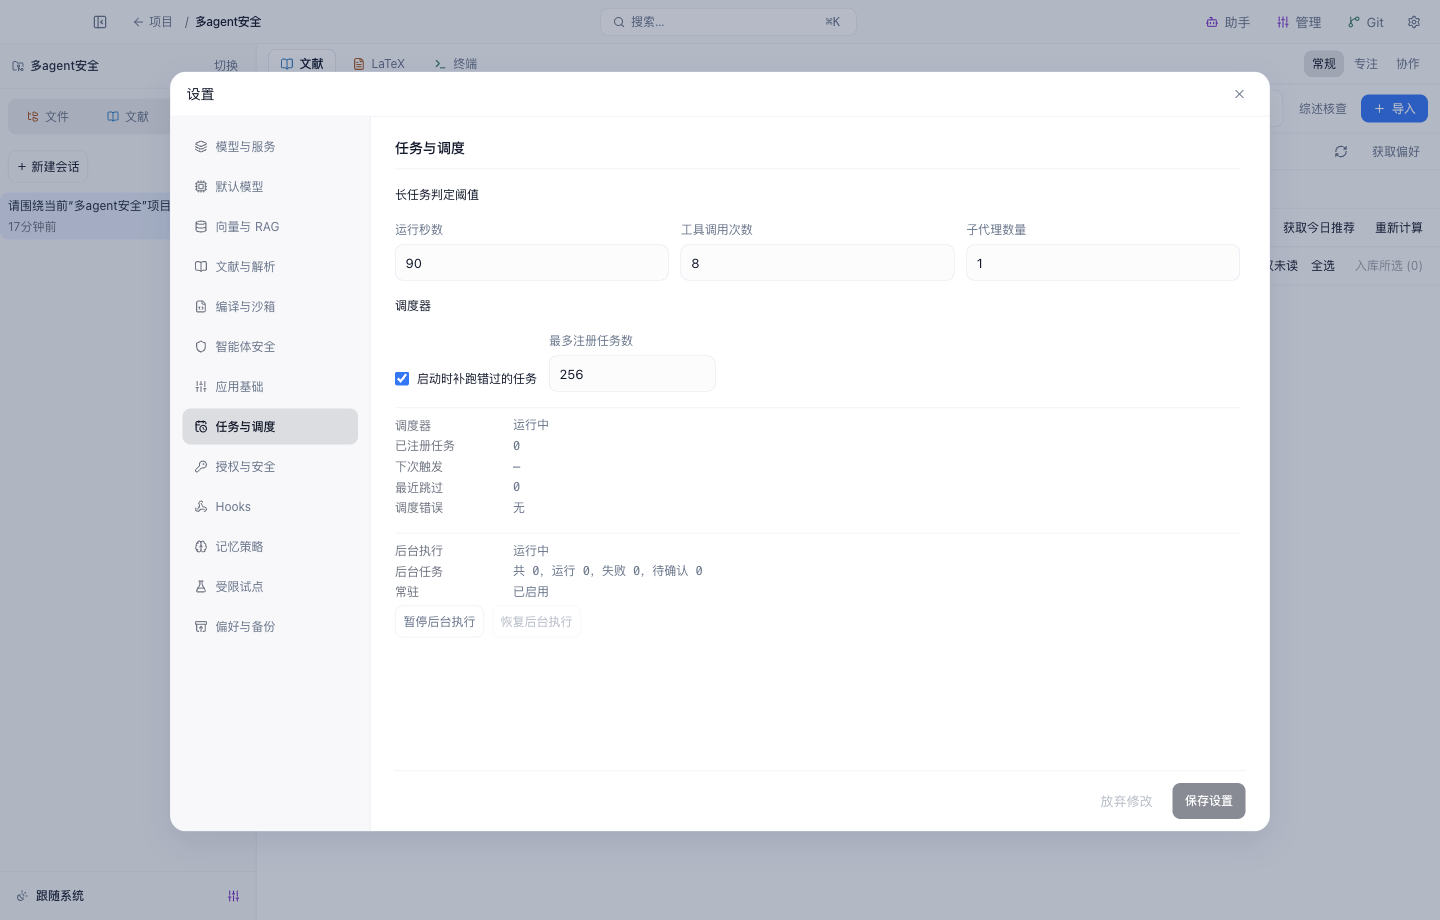 项目 / 多agent安全
搜索... ⌘K
助手 管理 Git
多agent安全 切换
文献 LaTeX 终端
常规 专注 协作
文件 文献
综述核查 + 导入
获取偏好
+ 新建会话
请围绕当前“多agent安全”项目
17分钟前
获取今日推荐 重新计算
未读 全选 入库所选 (0)
设置
模型与服务
默认模型
向量与 RAG
文献与解析
编译与沙箱
智能体安全
应用基础
任务与调度
授权与安全
Hooks
记忆策略
受限试点
偏好与备份
任务与调度
长任务判定阈值
运行秒数 工具调用次数 子代理数量
90 8 1
调度器
最多注册任务数
启动时补跑错过的任务 256
调度器 运行中
已注册任务 0
下次触发 —
最近跳过 0
调度错误 无
后台执行 运行中
后台任务 共 0, 运行 0, 失败 0, 待确认 0
常驻 已启用
暂停后台执行 恢复后台执行
放弃修改 保存设置
跟随系统